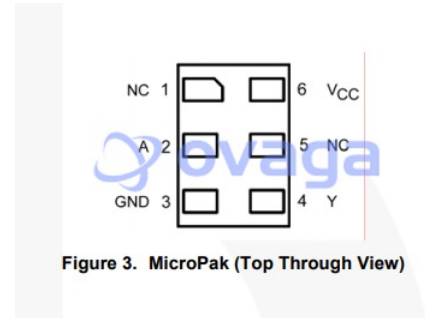 NC 1 6 VCC
A 2 5 NC
ovaga
GND 3 4 Y
Figure 3. MicroPak (Top Through View)